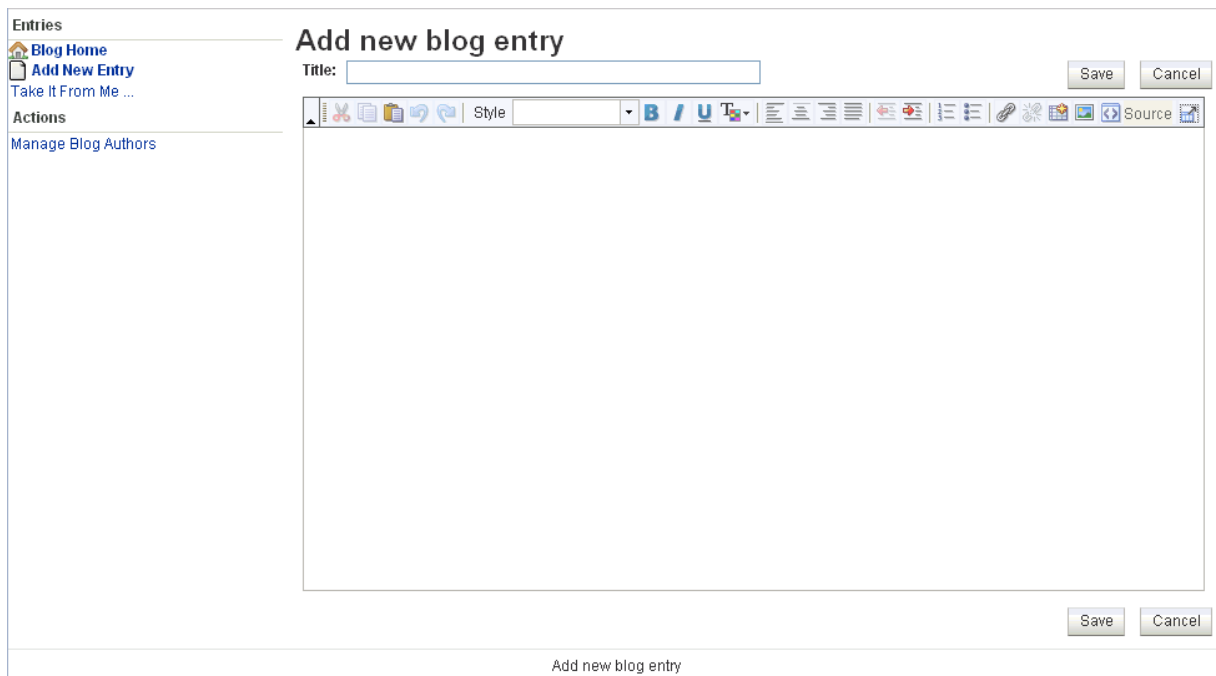 Entries
Blog Home
Add New Entry
Take It From Me ...
Actions
Manage Blog Authors
Add new blog entry
Title:
Save Cancel
Style B I U T Source
Save Cancel
Add new blog entry